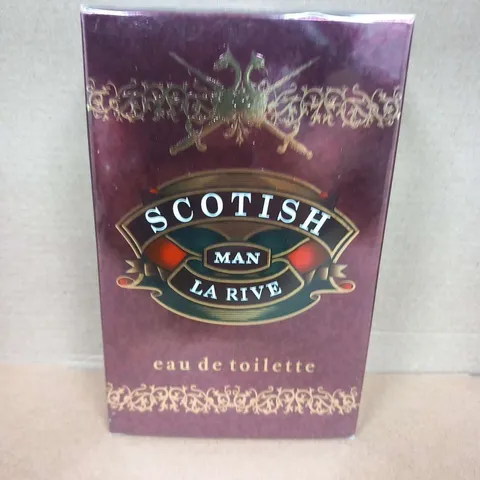 SCOTISH
MAN
LA RIVE
eau de toilette